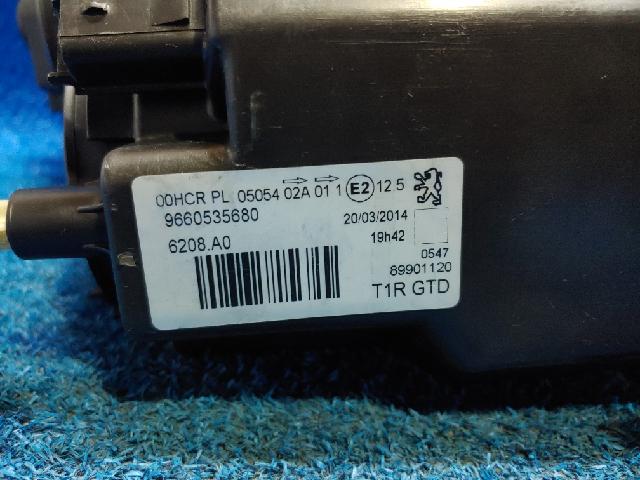 00HCR PL 05054 02A 01 1 E2 12 5
9660535680 20/03/2014
19h42
6208.A0 0547
89901120
T1R GTD